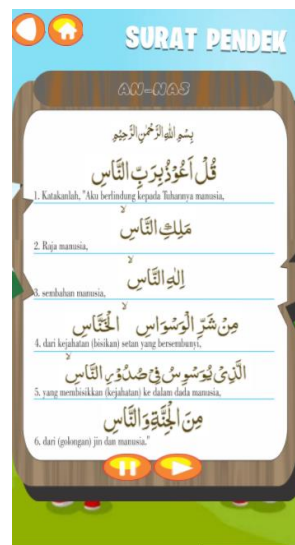 SURAT PENDEK
AN-NAS
بِسْمِ اللهِ الرَّحْمٰنِ الرَّحِيْمِ
قُلْ اَعُوْذُ بِرَبِّ النَّاسِ
1. Katakanlah, "Aku berlindung kepada Tuhannya manusia,
مَلِكِ النَّاسِۙ
2. Raja manusia,
اِلٰهِ النَّاسِۙ
3. sembahan manusia,
مِنْ شَرِّ الْوَسْوَاسِ ۙ الْخَنَّاسِ
4. dari kejahatan (bisikan) setan yang bersembunyi,
الَّذِيْ يُوَسْوِسُ فِيْ صُدُوْرِ النَّاسِۙ
5. yang membisikkan (kejahatan) ke dalam dada manusia,
مِنَ الْجِنَّةِ وَالنَّاسِ
6. dari (golongan) jin dan manusia."